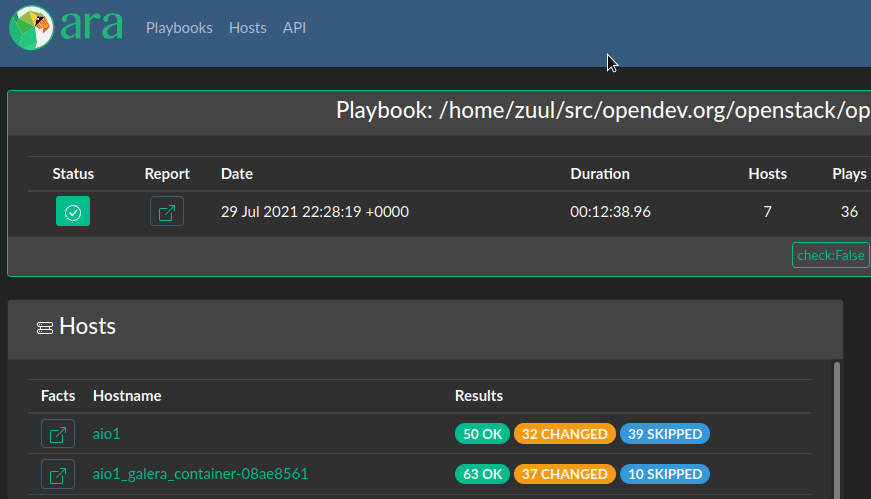 ara Playbooks Hosts API
Playbook: /home/zuul/src/opendev.org/openstack/op
Status Report Date Duration Hosts Plays
29 Jul 2021 22:28:19 +0000 00:12:38.96 7 36
check:False
Hosts
Facts Hostname Results
aio1 50 OK 32 CHANGED 39 SKIPPED
aio1_galera_container-08ae8561 63 OK 37 CHANGED 10 SKIPPED